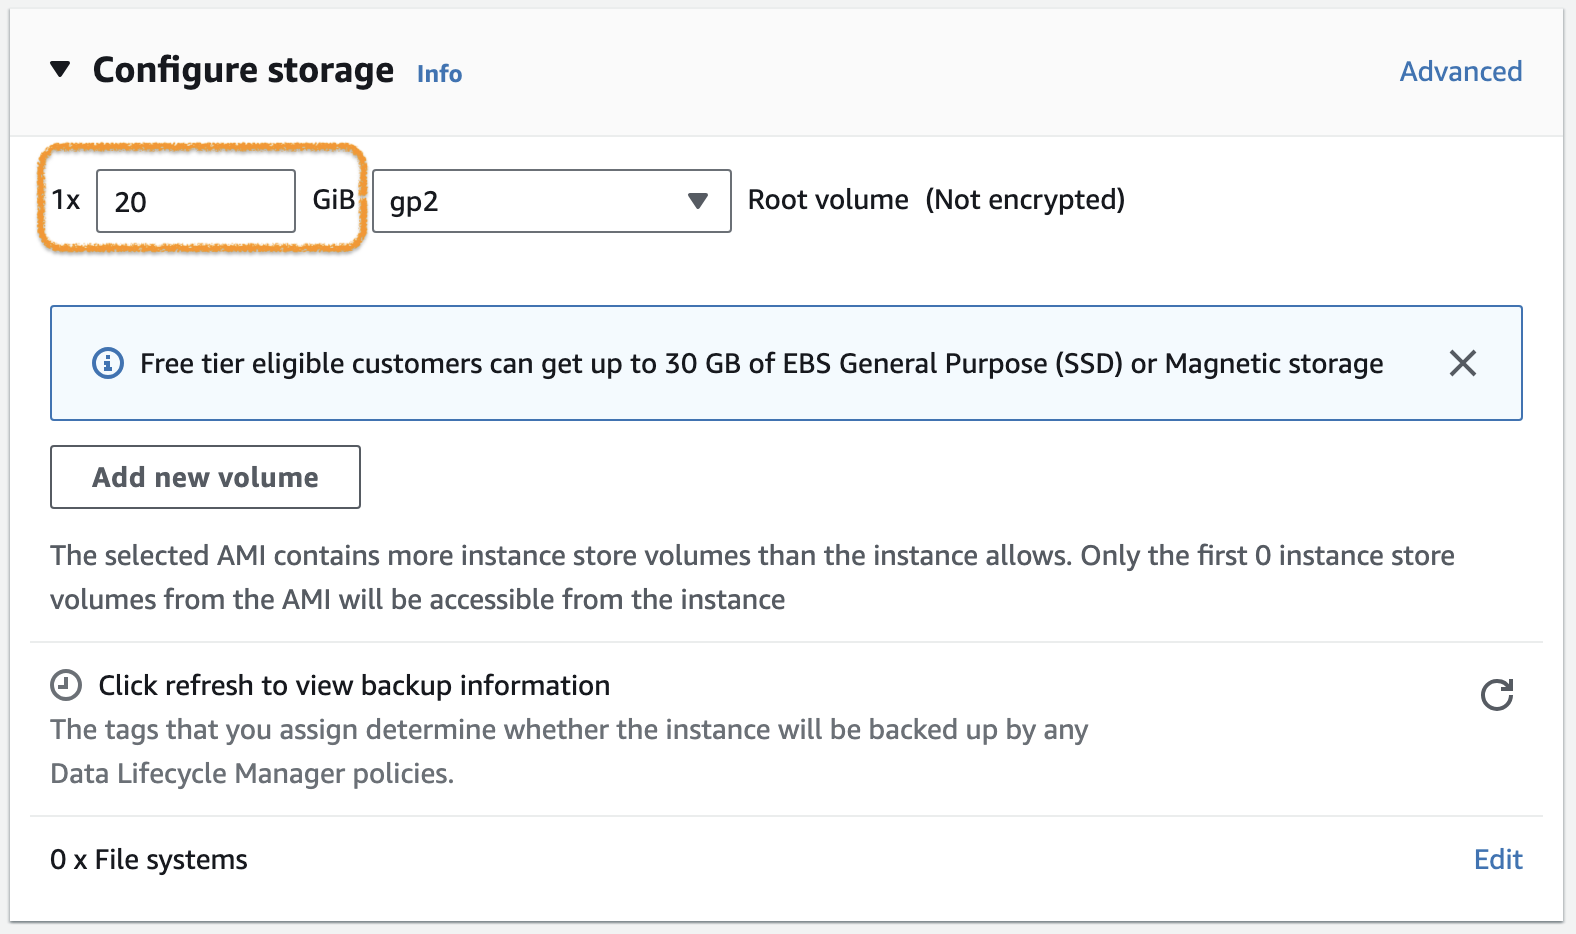 Configure storage Info Advanced
1x 20 GiB gp2 Root volume (Not encrypted)
Free tier eligible customers can get up to 30 GB of EBS General Purpose (SSD) or Magnetic storage
Add new volume
The selected AMI contains more instance store volumes than the instance allows. Only the first 0 instance store
volumes from the AMI will be accessible from the instance
Click refresh to view backup information
The tags that you assign determine whether the instance will be backed up by any
Data Lifecycle Manager policies.
0 x File systems Edit